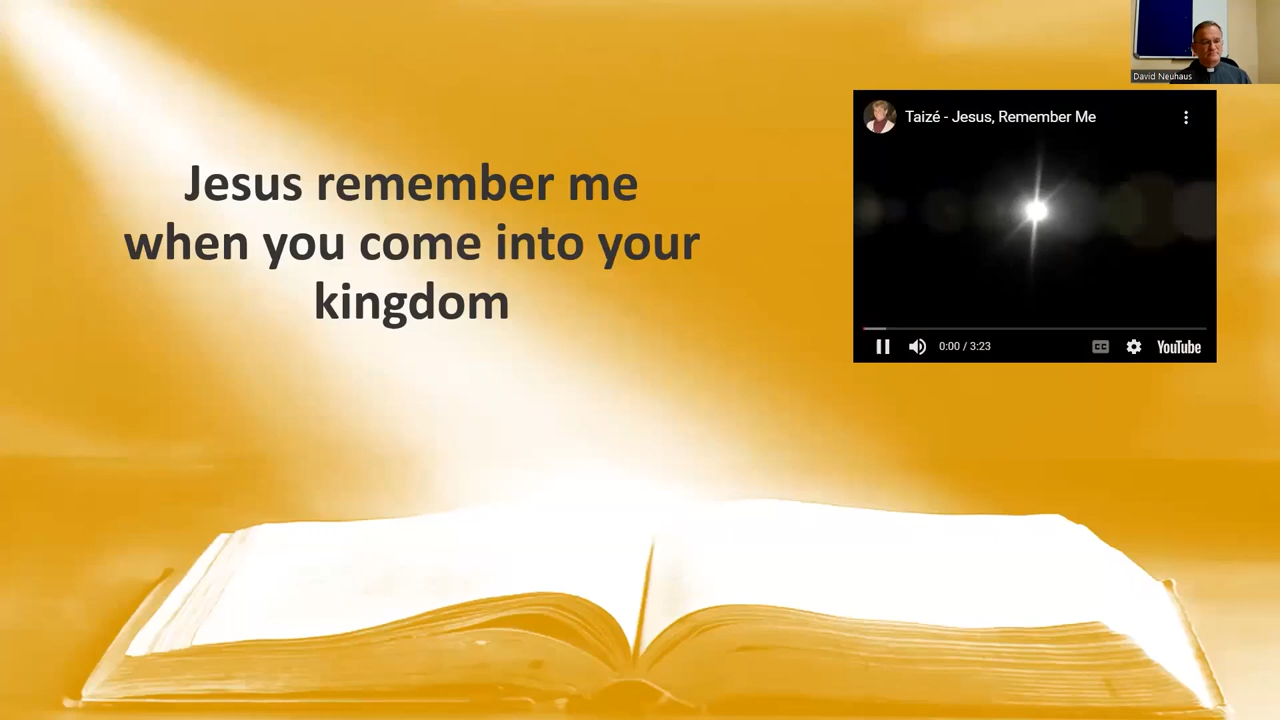 David Neuhaus
Taizé - Jesus, Remember Me
Jesus remember me
when you come into your
kingdom
0:00 / 3:23
CC
YouTube